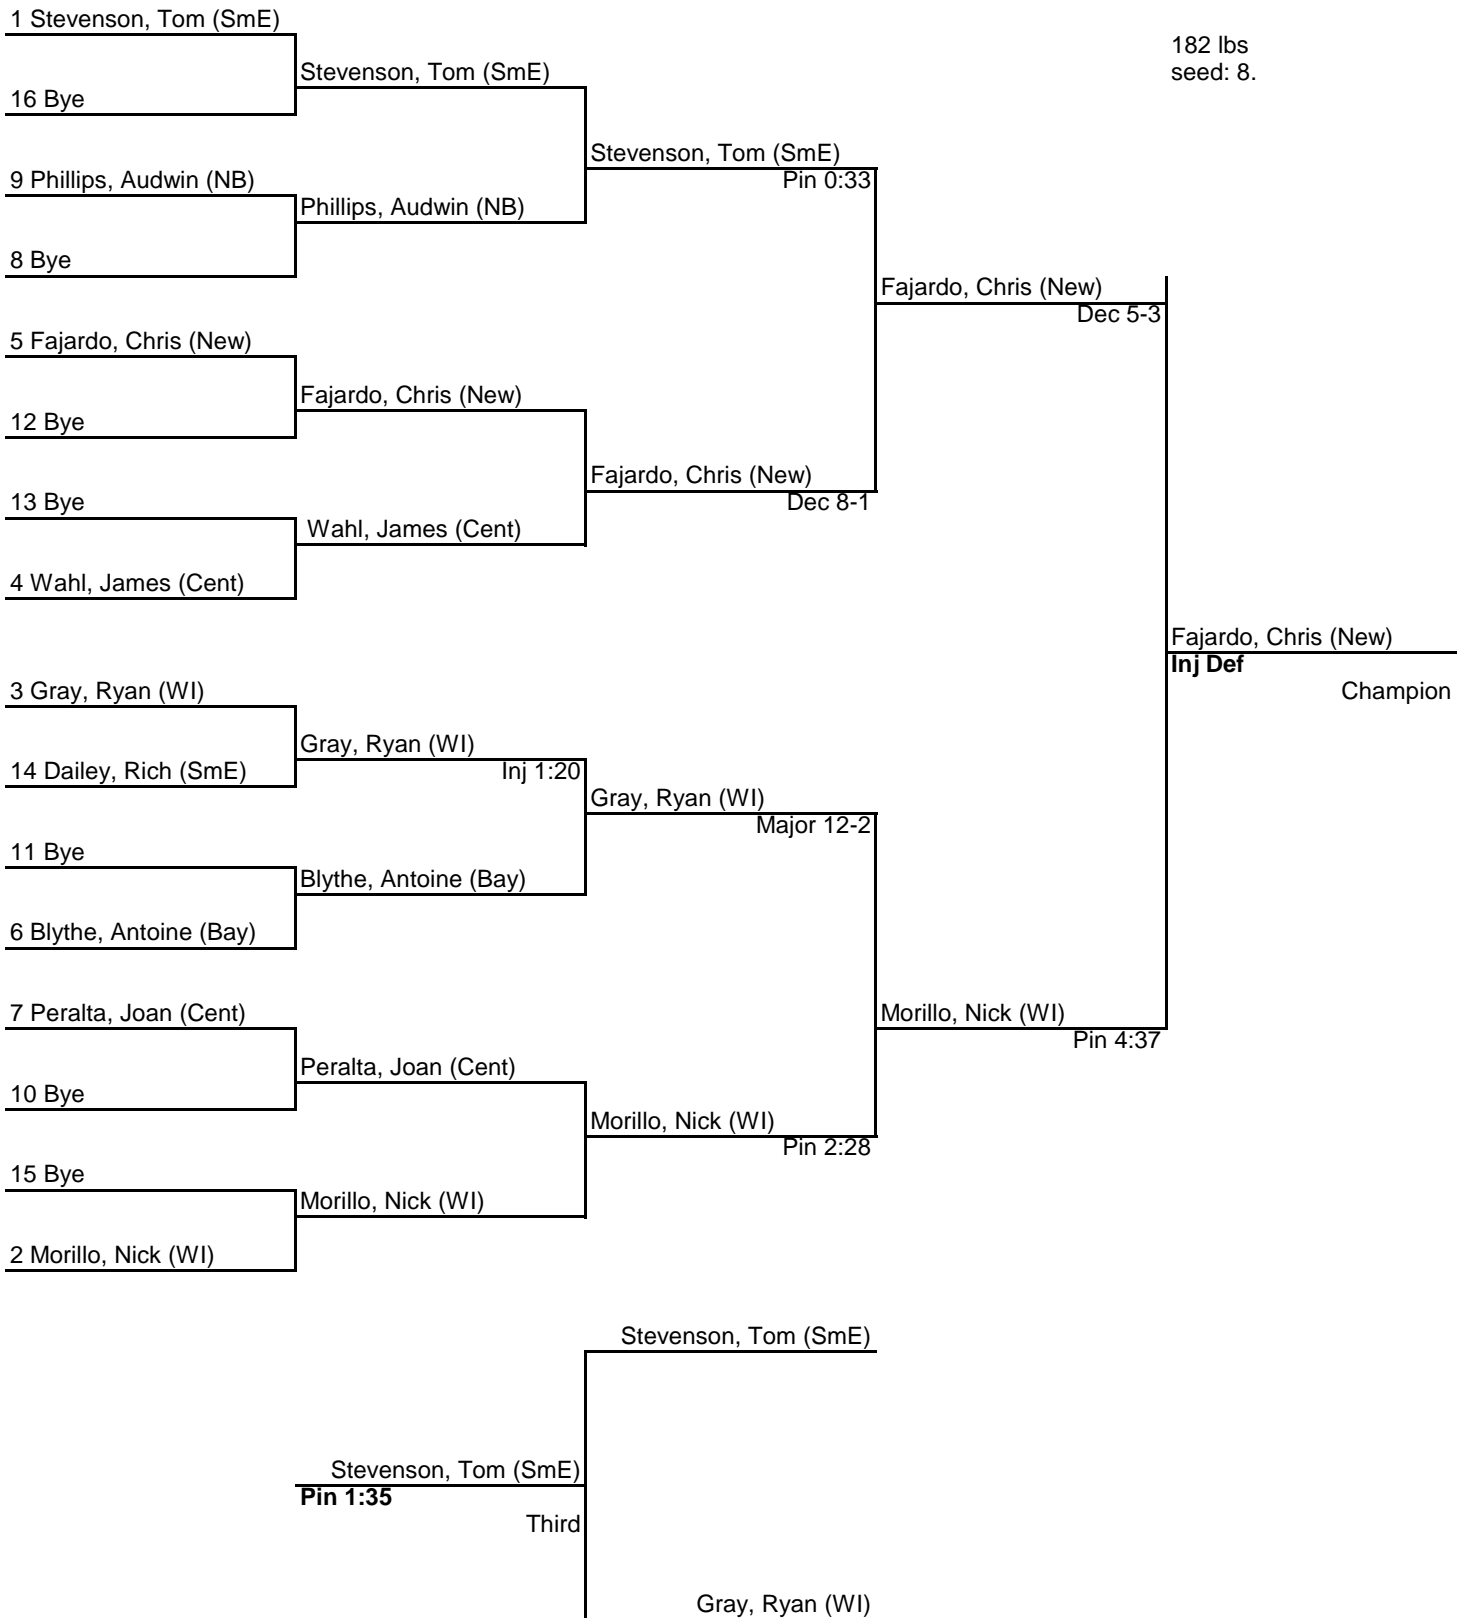 1 Stevenson, Tom (SmE)
182 lbs
seed: 8.
Stevenson, Tom (SmE)
16 Bye
Stevenson, Tom (SmE)
Pin 0:33
9 Phillips, Audwin (NB)
Phillips, Audwin (NB)
8 Bye
Fajardo, Chris (New)
Dec 5-3
5 Fajardo, Chris (New)
Fajardo, Chris (New)
12 Bye
Fajardo, Chris (New)
Dec 8-1
13 Bye
Wahl, James (Cent)
4 Wahl, James (Cent)
Fajardo, Chris (New)
Inj Def
Champion
3 Gray, Ryan (WI)
Gray, Ryan (WI)
Inj 1:20
14 Dailey, Rich (SmE)
Gray, Ryan (WI)
Major 12-2
11 Bye
Blythe, Antoine (Bay)
6 Blythe, Antoine (Bay)
7 Peralta, Joan (Cent)
Morillo, Nick (WI)
Pin 4:37
Peralta, Joan (Cent)
10 Bye
Morillo, Nick (WI)
Pin 2:28
15 Bye
Morillo, Nick (WI)
2 Morillo, Nick (WI)
Stevenson, Tom (SmE)
Stevenson, Tom (SmE)
Pin 1:35
Third
Gray, Ryan (WI)